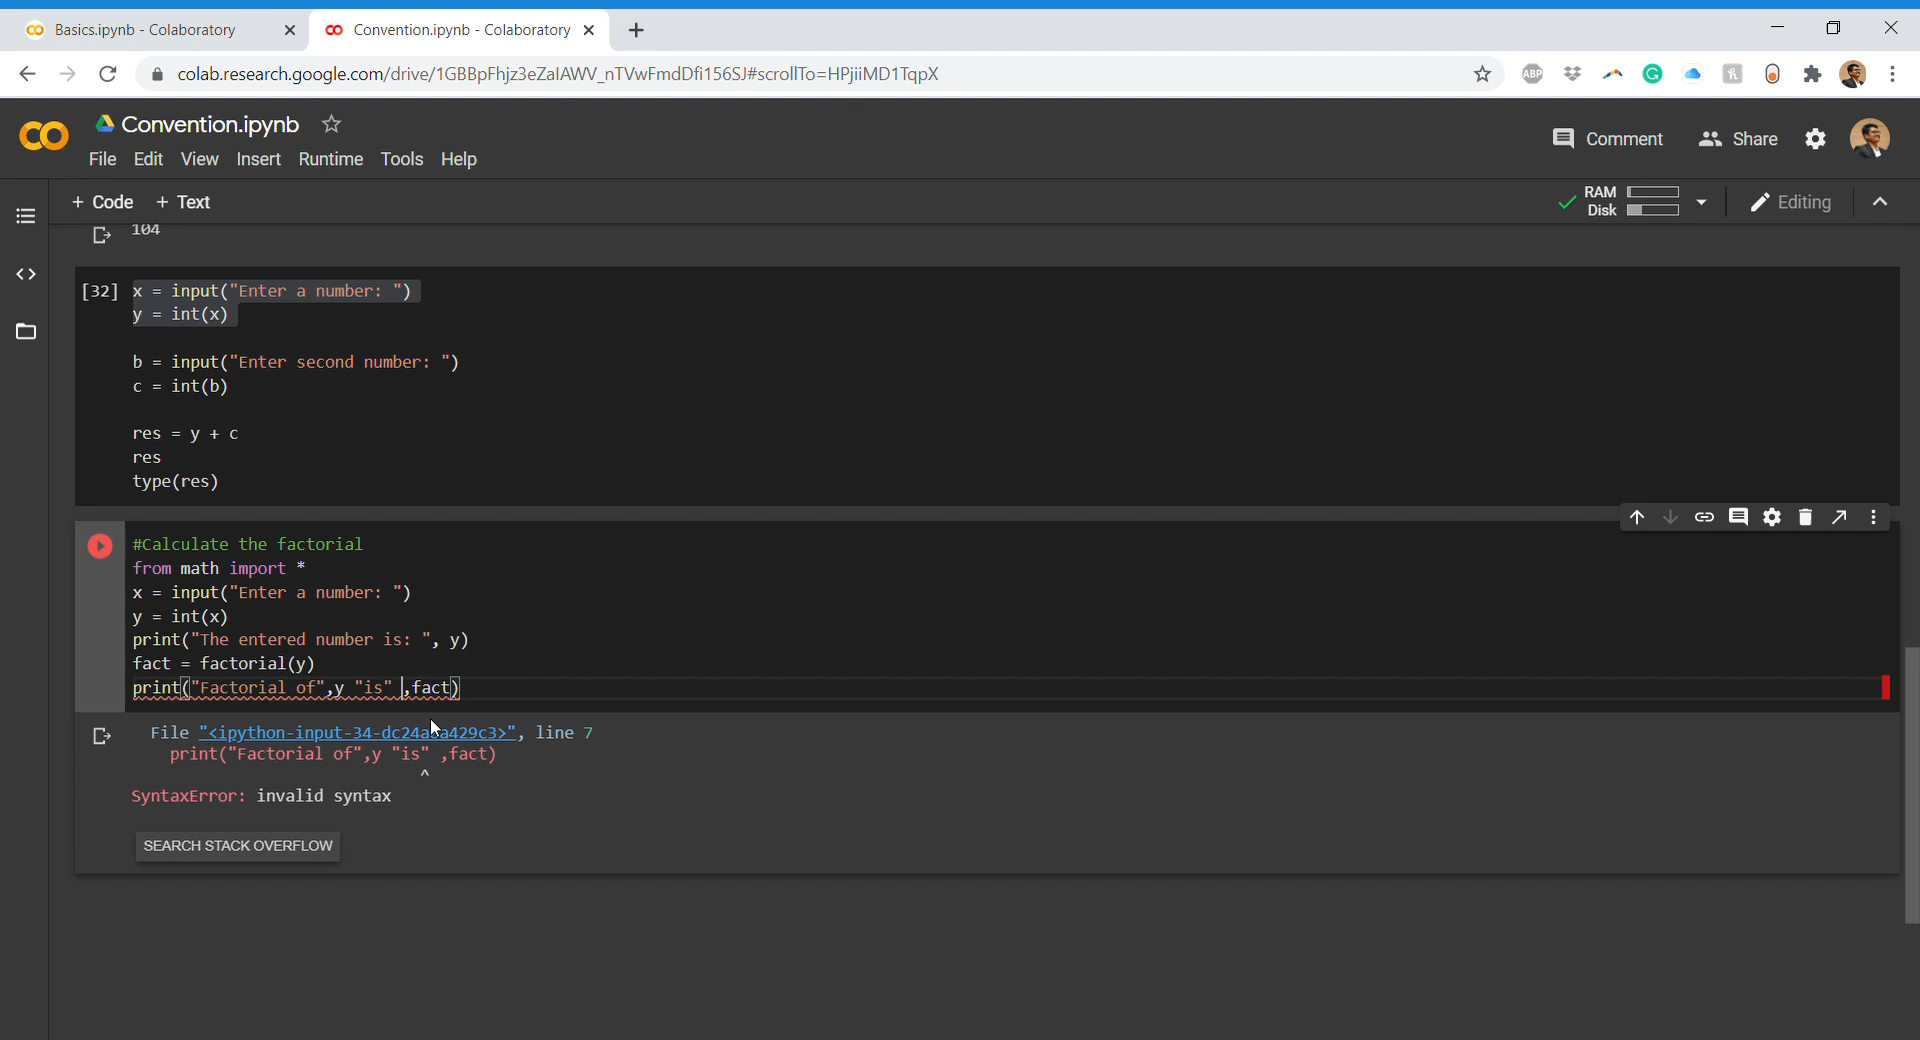 Basics.ipynb - Colaboratory
Convention.ipynb - Colaboratory
colab.research.google.com/drive/1GBBpFhjz3eZalAWV_nTVwFmdDfi156SJ#scrollTo=HPjiiMD1TqpX
ABP
Convention.ipynb
File Edit View Insert Runtime Tools Help
Comment Share
+ Code + Text
RAM
Disk
Editing
104
[32] x = input("Enter a number: ")
y = int(x)
b = input("Enter second number: ")
c = int(b)
res = y + c
res
type(res)
#Calculate the factorial
from math import *
x = input("Enter a number: ")
y = int(x)
print("The entered number is: ", y)
fact = factorial(y)
print("Factorial of",y "is" ,fact)
File "<ipython-input-34-dc24a a429c3>", line 7
print("Factorial of",y "is" ,fact)
^
SyntaxError: invalid syntax
SEARCH STACK OVERFLOW